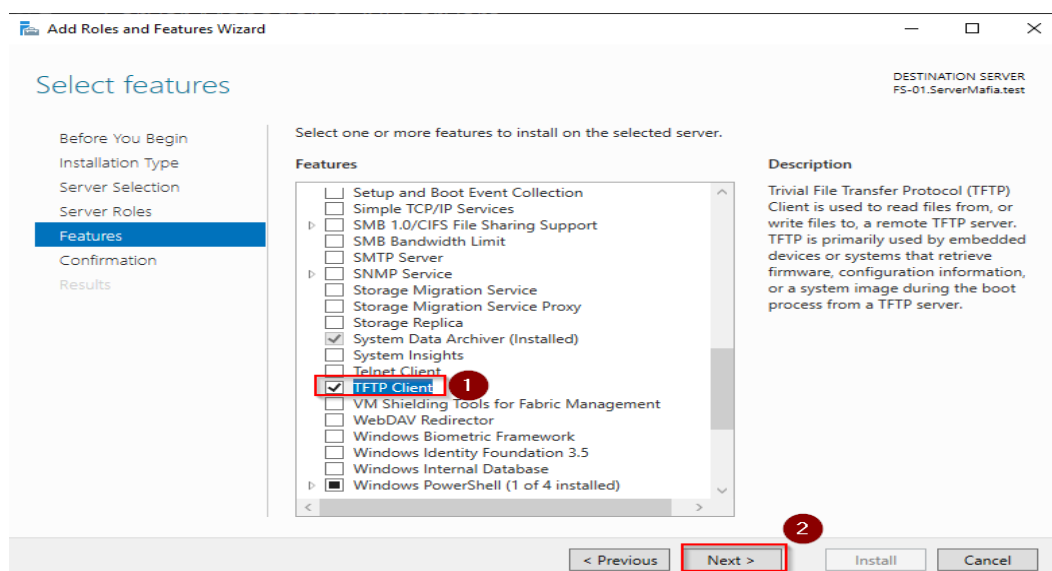 Add Roles and Features Wizard
Select features
DESTINATION SERVER
FS-01.ServerMafia.test
Before You Begin
Installation Type
Server Selection
Server Roles
Features
Confirmation
Results
Select one or more features to install on the selected server.
Features
Setup and Boot Event Collection
Simple TCP/IP Services
SMB 1.0/CIFS File Sharing Support
SMB Bandwidth Limit
SMTP Server
SNMP Service
Storage Migration Service
Storage Migration Service Proxy
Storage Replica
System Data Archiver (Installed)
System Insights
Telnet Client
TFTP Client
1
VM Shielding Tools for Fabric Management
WebDAV Redirector
Windows Biometric Framework
Windows Identity Foundation 3.5
Windows Internal Database
Windows PowerShell (1 of 4 installed)
Description
Trivial File Transfer Protocol (TFTP)
Client is used to read files from, or
write files to, a remote TFTP server.
TFTP is primarily used by embedded
devices or systems that retrieve
firmware, configuration information,
or a system image during the boot
process from a TFTP server.
2
< Previous
Next >
Install
Cancel